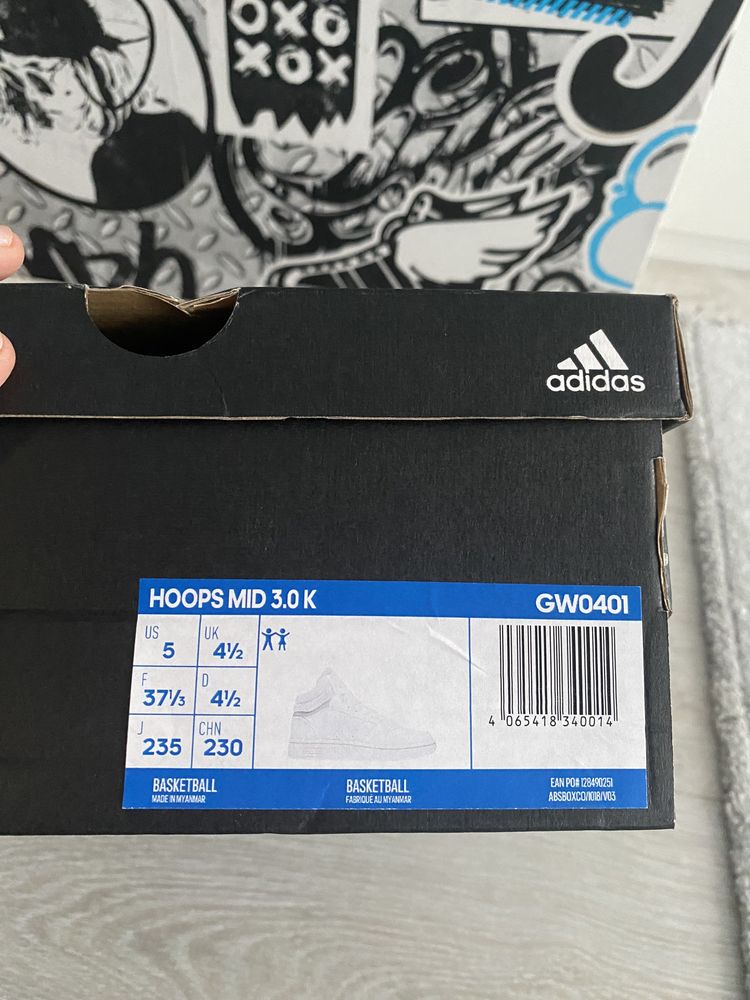 OXO
XOX
adidas
HOOPS MID 3.0 K
GW0401
US
5
UK
4½
F
37⅓
D
4½
J
235
CHN
230
4 065418 340014
BASKETBALL
MADE IN MYANMAR
BASKETBALL
FABRIQUÉ AU MYANMAR
EAN PO# 128490251
ABSBOXCO/1018/V03